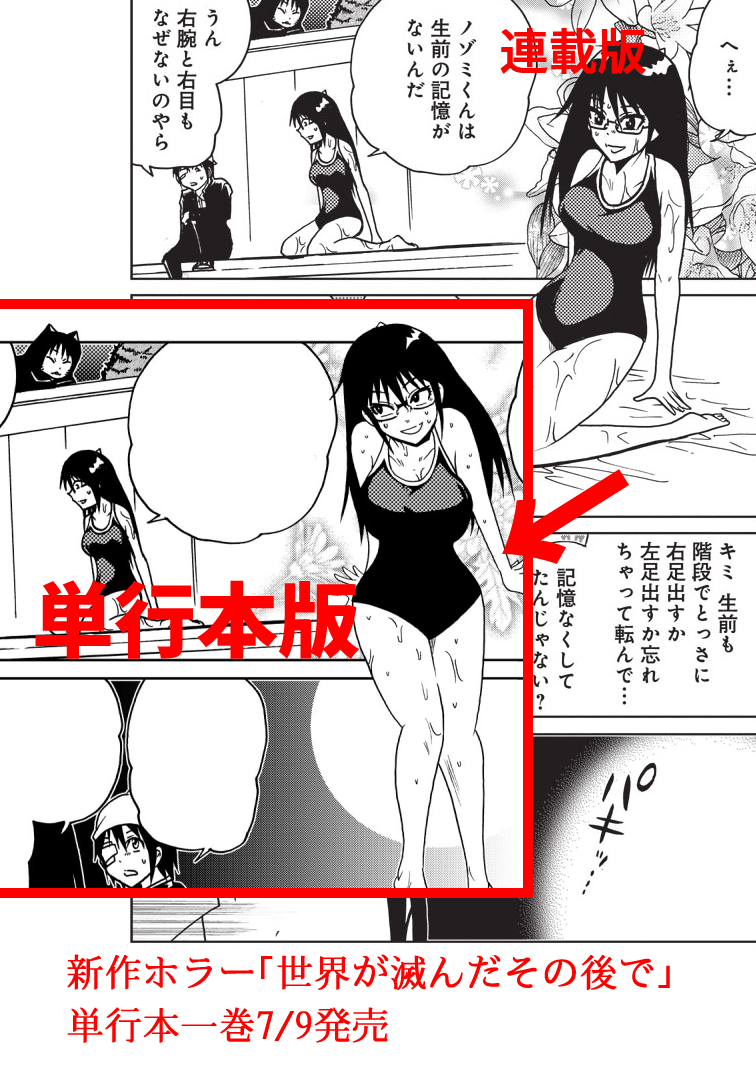 連載版
へぇ…
ノゾミくんは
生前の記憶が
ないんだ
うん
右腕と右目も
なぜないのやら
単行本版
キミ 生前も
階段でとっさに
右足出すか
左足出すか忘れ
ちゃって転んで…
記憶なくして
たんじゃない？
パキ…
新作ホラー「世界が滅んだその後で」
単行本一巻7/9発売